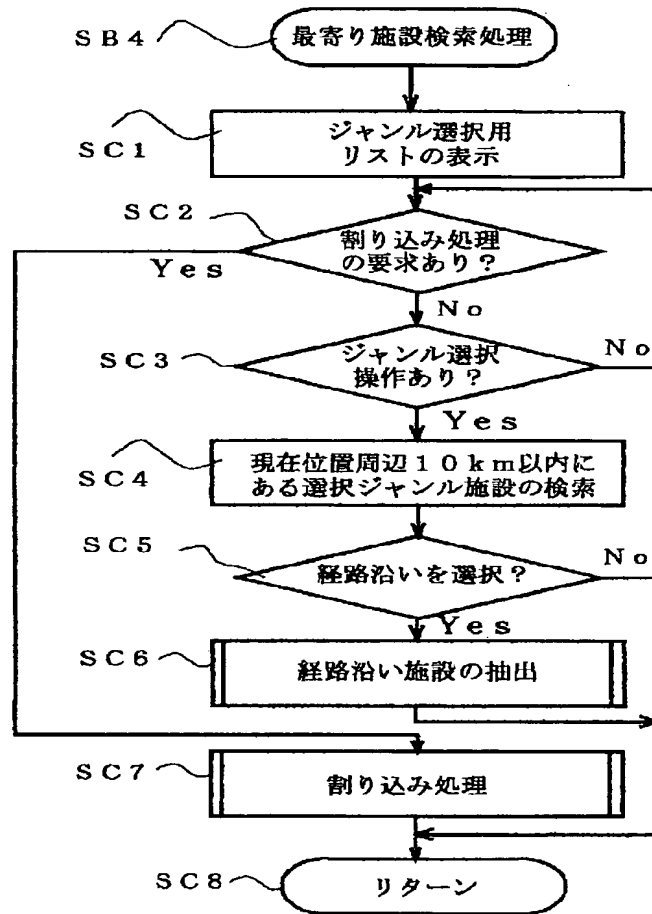 SB4
最寄り施設検索処理
SC1
ジャンル選択用
リストの表示
SC2
割り込み処理
の要求あり？
Yes
No
SC3
ジャンル選択
操作あり？
No
Yes
SC4
現在位置周辺１０ｋｍ以内に
ある選択ジャンル施設の検索
SC5
経路沿いを選択？
No
Yes
SC6
経路沿い施設の抽出
SC7
割り込み処理
SC8
リターン